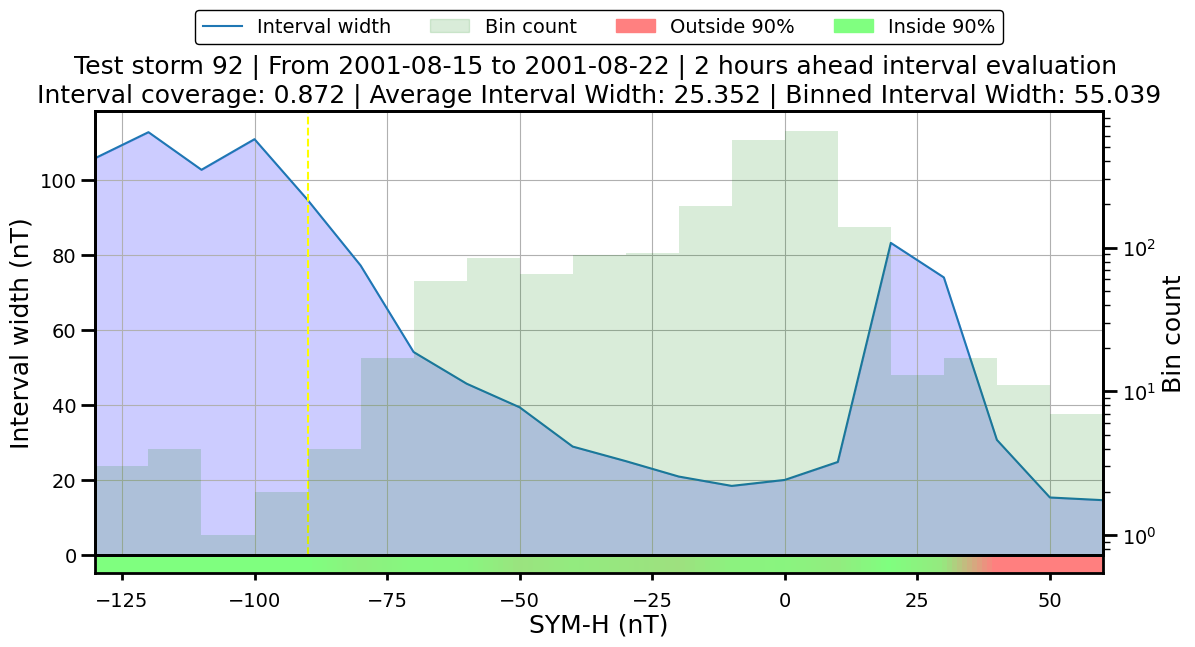 Interval width Bin count Outside 90% Inside 90%
Test storm 92 | From 2001-08-15 to 2001-08-22 | 2 hours ahead interval evaluation
Interval coverage: 0.872 | Average Interval Width: 25.352 | Binned Interval Width: 55.039
Interval width (nT)
100
80
60
40
20
0
Bin count
10²
10¹
10⁰
−125 −100 −75 −50 −25 0 25 50
SYM-H (nT)